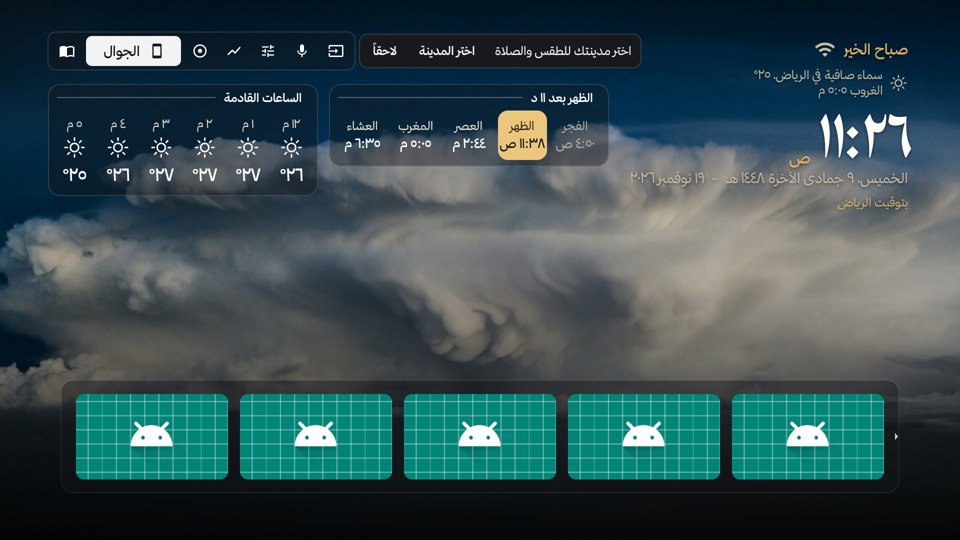 صباح الخير
سماء صافية في الرياض، ٢٥°
الغروب ٥:٠٥ م
١١:٢٦ ص
الخميس، ٩ جمادى الآخرة ١٤٤٨ هـ - ١٩ نوفمبر ٢٠٢٦
بتوقيت الرياض
اختر مدينتك للطقس والصلاة
اختر المدينة
لاحقاً
الجوال
الظهر بعد ١١ د
الفجر
٤:٥٠ ص
الظهر
١١:٣٨ ص
العصر
٢:٤٤ م
المغرب
٥:٠٥ م
العشاء
٦:٣٥ م
الساعات القادمة
١٢ م
١ م
٢ م
٣ م
٤ م
٥ م
٢٦°
٢٧°
٢٧°
٢٧°
٢٦°
٢٥°